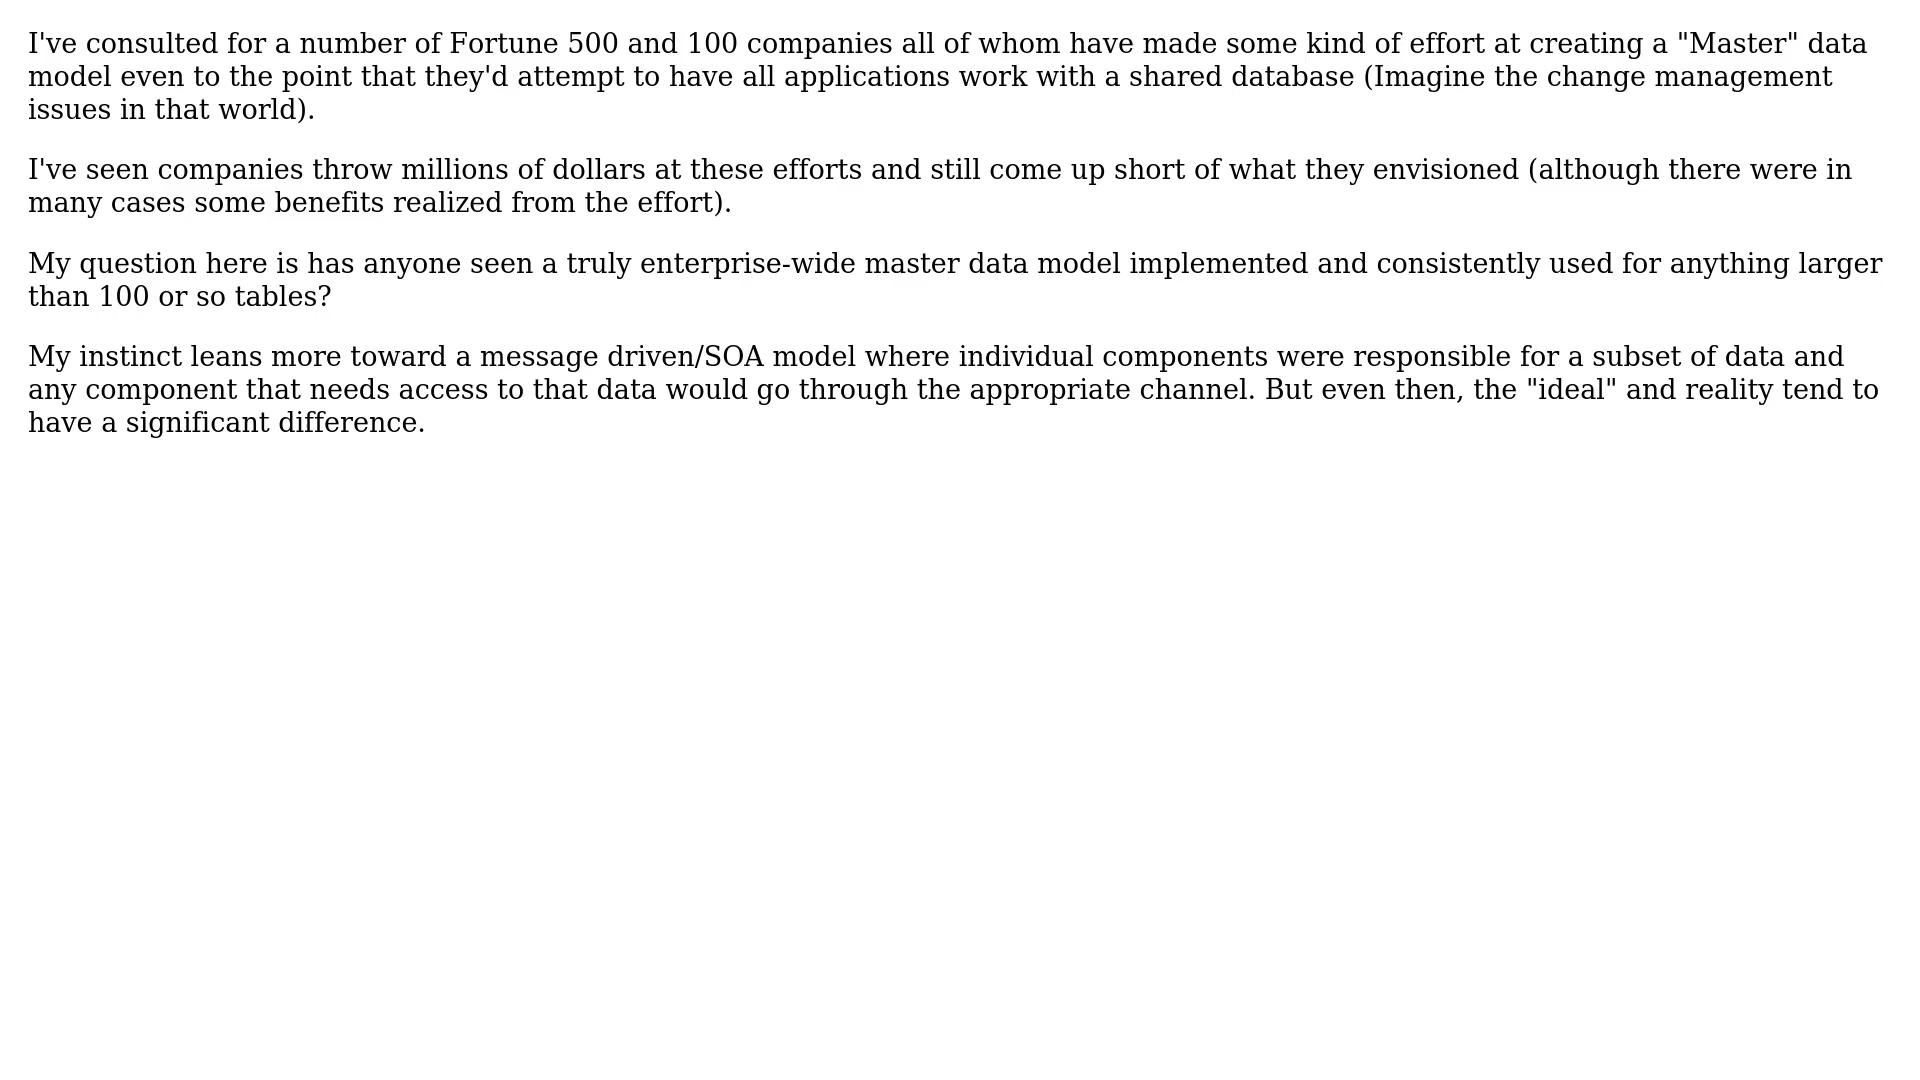 I've consulted for a number of Fortune 500 and 100 companies all of whom have made some kind of effort at creating a "Master" data
model even to the point that they'd attempt to have all applications work with a shared database (Imagine the change management
issues in that world).
I've seen companies throw millions of dollars at these efforts and still come up short of what they envisioned (although there were in
many cases some benefits realized from the effort).
My question here is has anyone seen a truly enterprise-wide master data model implemented and consistently used for anything larger
than 100 or so tables?
My instinct leans more toward a message driven/SOA model where individual components were responsible for a subset of data and
any component that needs access to that data would go through the appropriate channel. But even then, the "ideal" and reality tend to
have a significant difference.